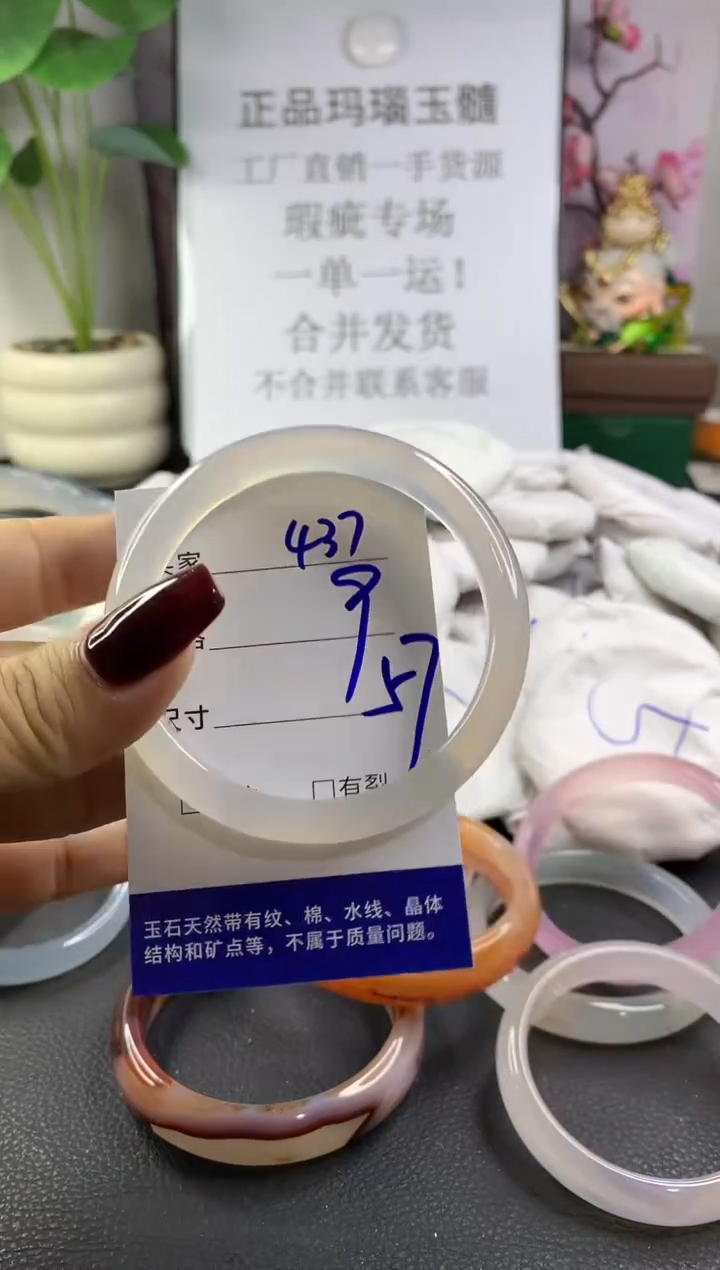 正品玛瑙玉髓
工厂直销一手货源
瑕疵专场
一单一运！
合并发货
不合并联系客服
家 437
9
尺寸 57
□有裂
玉石天然带有纹、棉、水线、晶体
结构和矿点等，不属于质量问题。